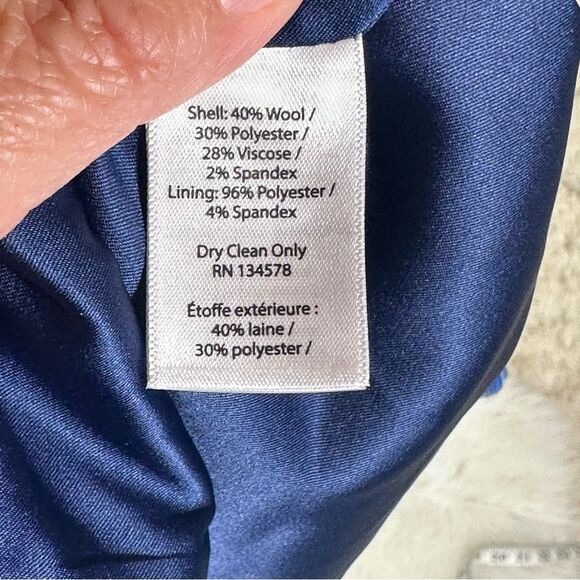 Shell: 40% Wool /
30% Polyester /
28% Viscose /
2% Spandex
Lining: 96% Polyester /
4% Spandex
Dry Clean Only
RN 134578
Étoffe extérieure :
40% laine /
30% polyester /